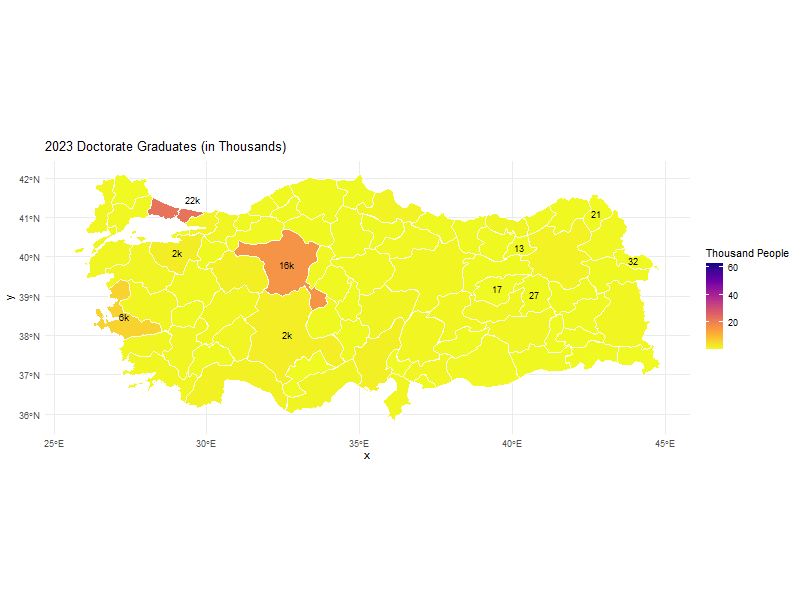 2023 Doctorate Graduates (in Thousands)
42°N
41°N
40°N
39°N
38°N
37°N
36°N
y
22k
21
2k
13
32
16k
17
27
6k
2k
25°E
30°E
35°E
40°E
45°E
x
Thousand People
60
40
20